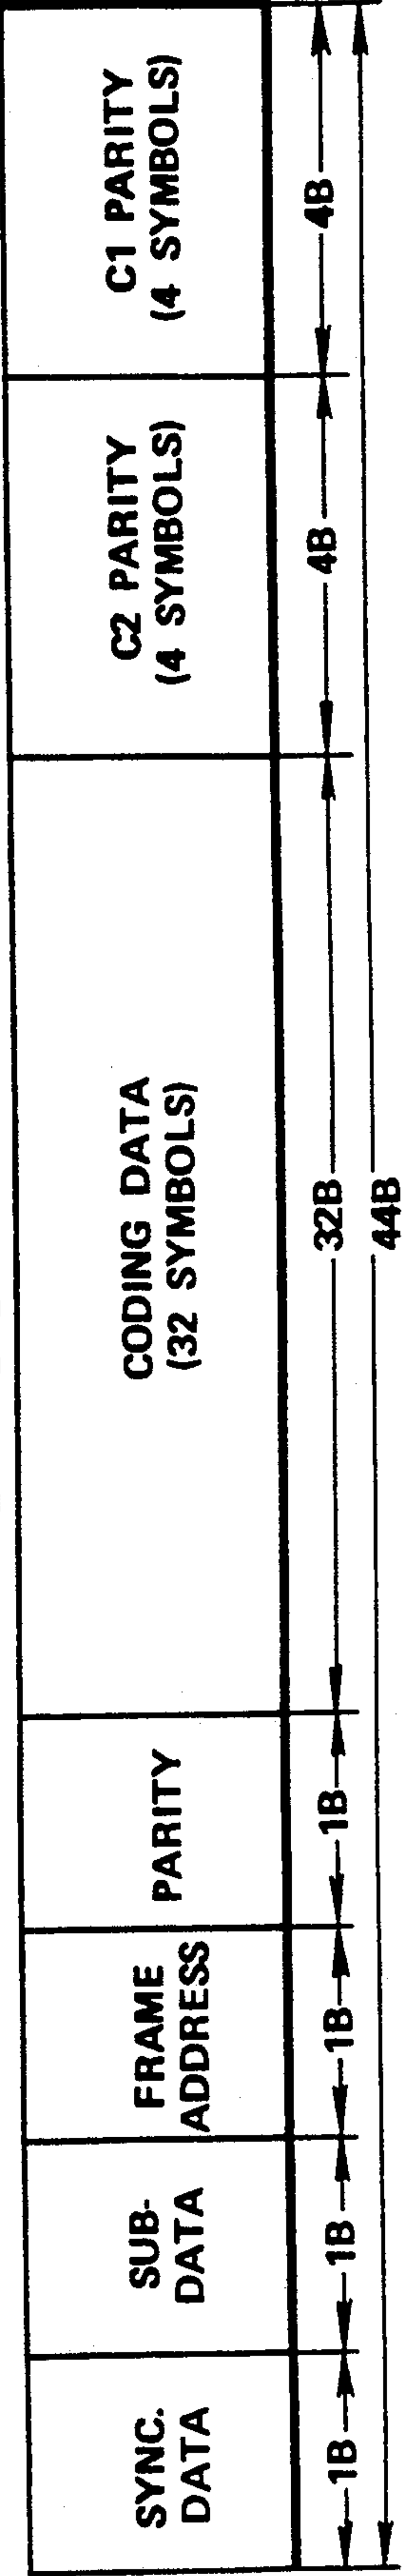 SYNC.
DATA
SUB-
DATA
FRAME
ADDRESS
PARITY
CODING DATA
(32 SYMBOLS)
C2 PARITY
(4 SYMBOLS)
C1 PARITY
(4 SYMBOLS)
1B
1B
1B
1B
32B
4B
4B
44B